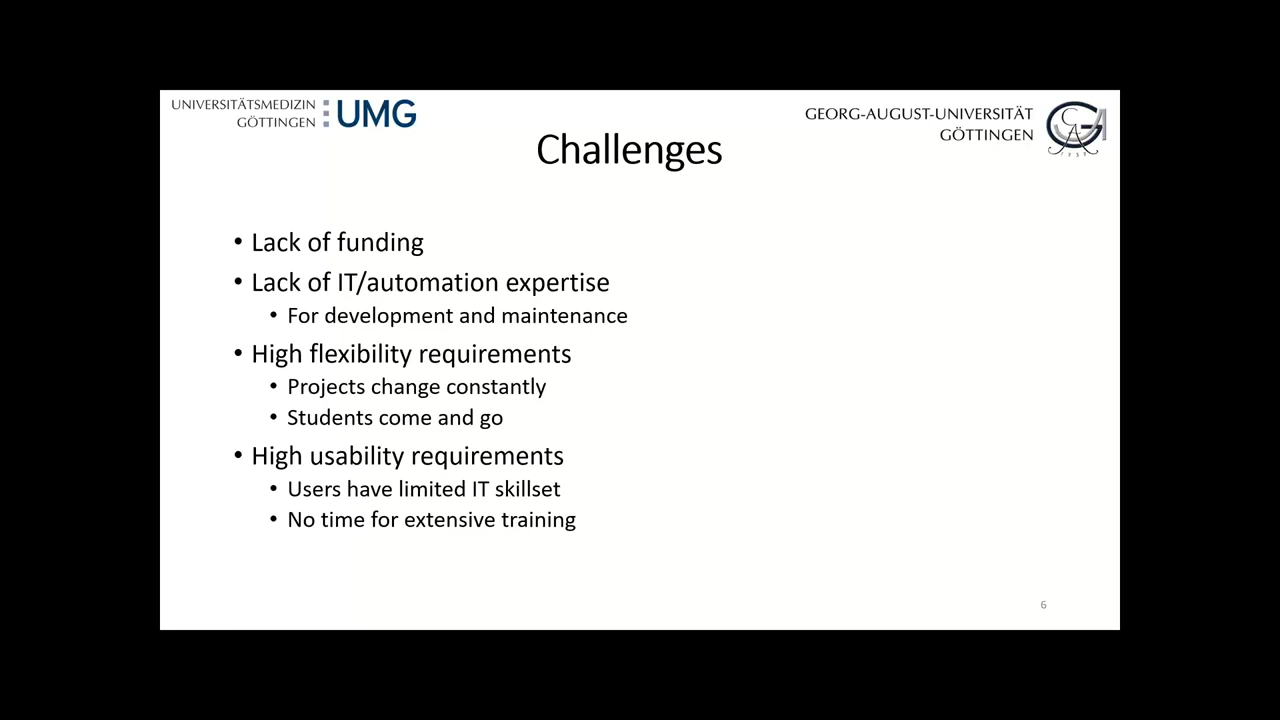 UNIVERSITÄTSMEDIZIN
GÖTTINGEN
UMG
GEORG-AUGUST-UNIVERSITÄT
GÖTTINGEN
Challenges
• Lack of funding
• Lack of IT/automation expertise
• For development and maintenance
• High flexibility requirements
• Projects change constantly
• Students come and go
• High usability requirements
• Users have limited IT skillset
• No time for extensive training
6